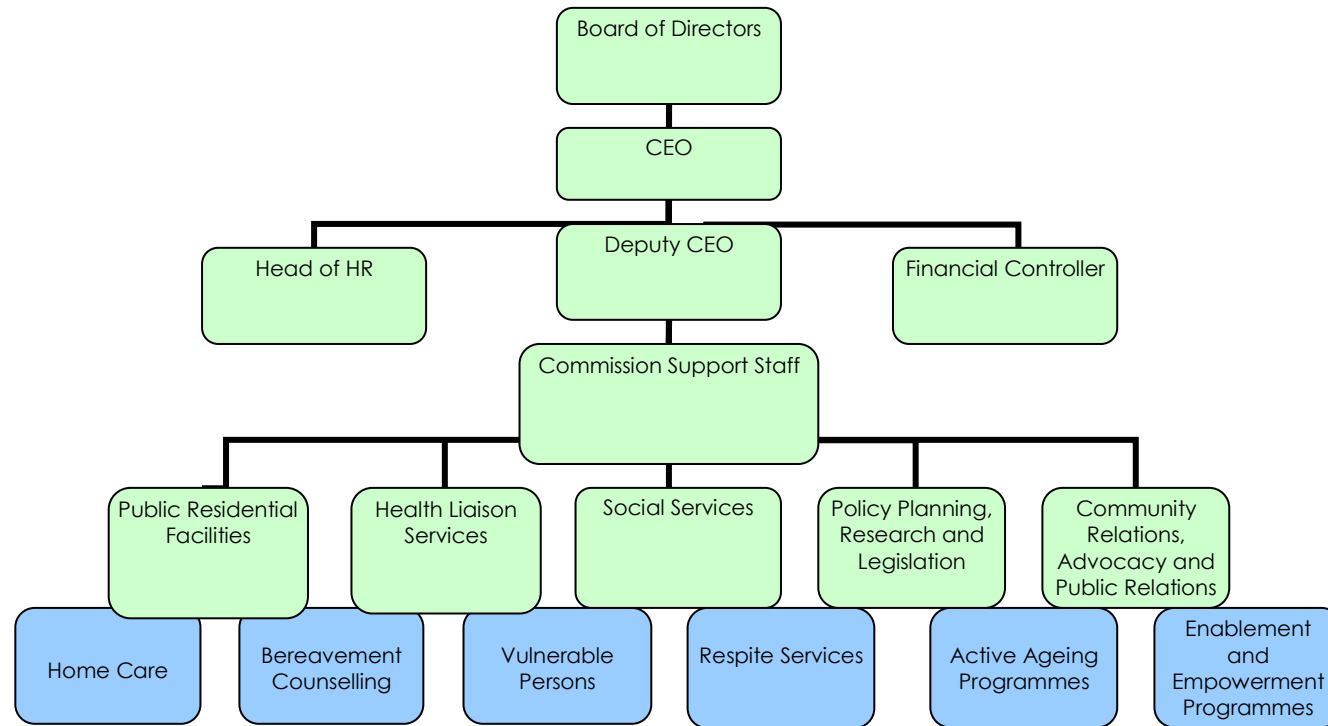 Board of Directors
CEO
Deputy CEO
Head of HR
Financial Controller
Commission Support Staff
Public Residential
Facilities
Health Liaison
Services
Social Services
Policy Planning,
Research and
Legislation
Community
Relations,
Advocacy and
Public Relations
Home Care
Bereavement
Counselling
Vulnerable
Persons
Respite Services
Active Ageing
Programmes
Enablement
and
Empowerment
Programmes